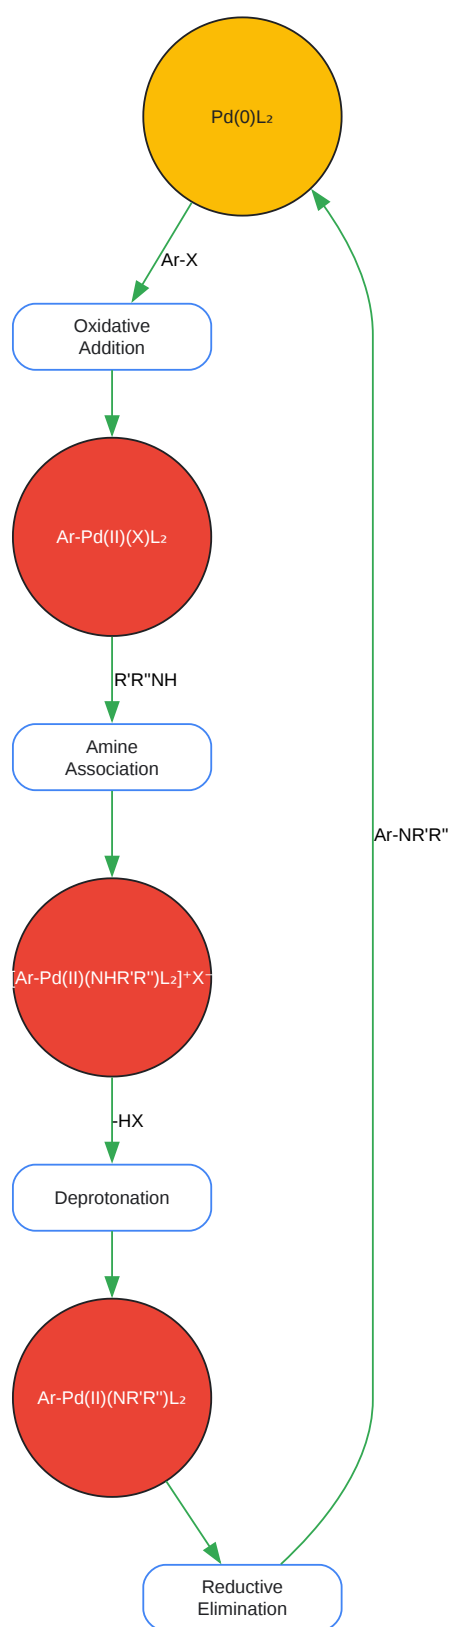 Pd(0)L₂
Ar-X
Oxidative
Addition
Ar-Pd(II)(X)L₂
R'R''NH
Amine
Association
Ar-NR'R''
[Ar-Pd(II)(NHR'R'')L₂]⁺X⁻
-HX
Deprotonation
Ar-Pd(II)(NR'R'')L₂
Reductive
Elimination